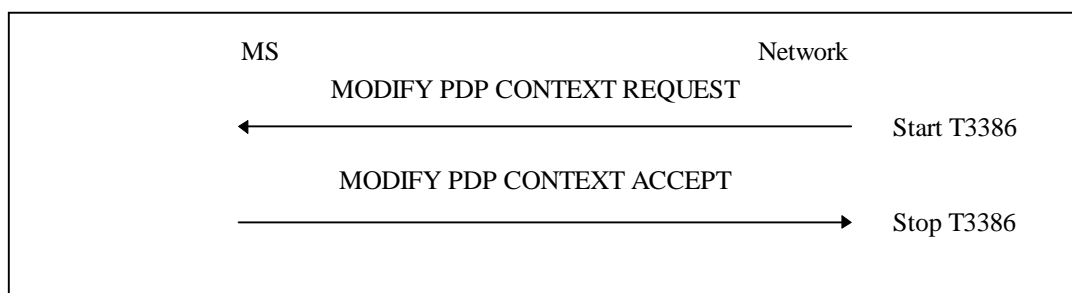 MS Network
MODIFY PDP CONTEXT REQUEST
Start T3386
MODIFY PDP CONTEXT ACCEPT
Stop T3386